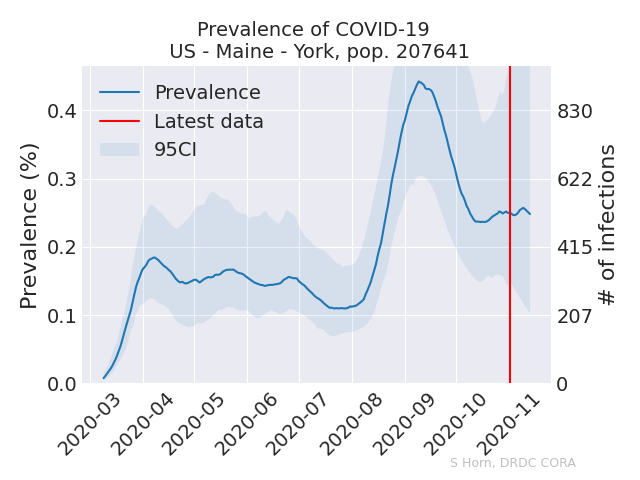 Prevalence of COVID-19
US - Maine - York, pop. 207641
Prevalence
Latest data
95CI
Prevalence (%)
0.4
0.3
0.2
0.1
0.0
830
622
415
207
0
# of infections
2020-03
2020-04
2020-05
2020-06
2020-07
2020-08
2020-09
2020-10
2020-11
S Horn, DRDC CORA